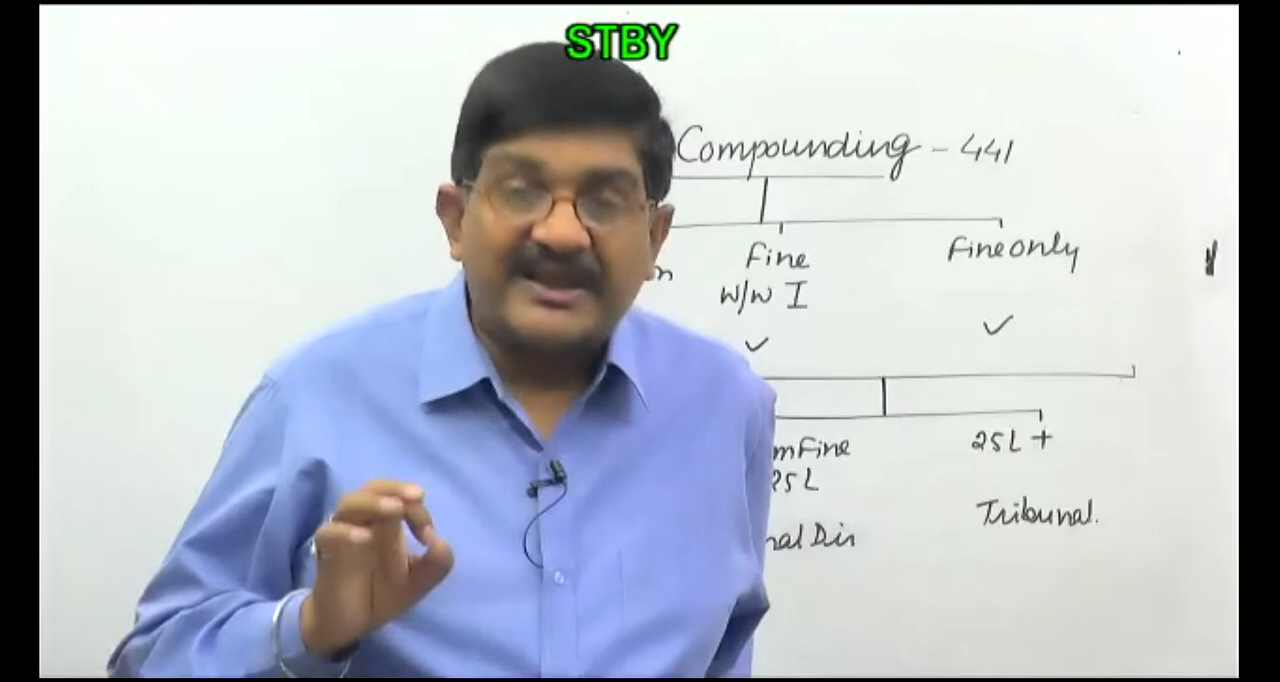 STBY
Compounding - 441
Fine
w/w I
Fine only
25L +
Tribunal.